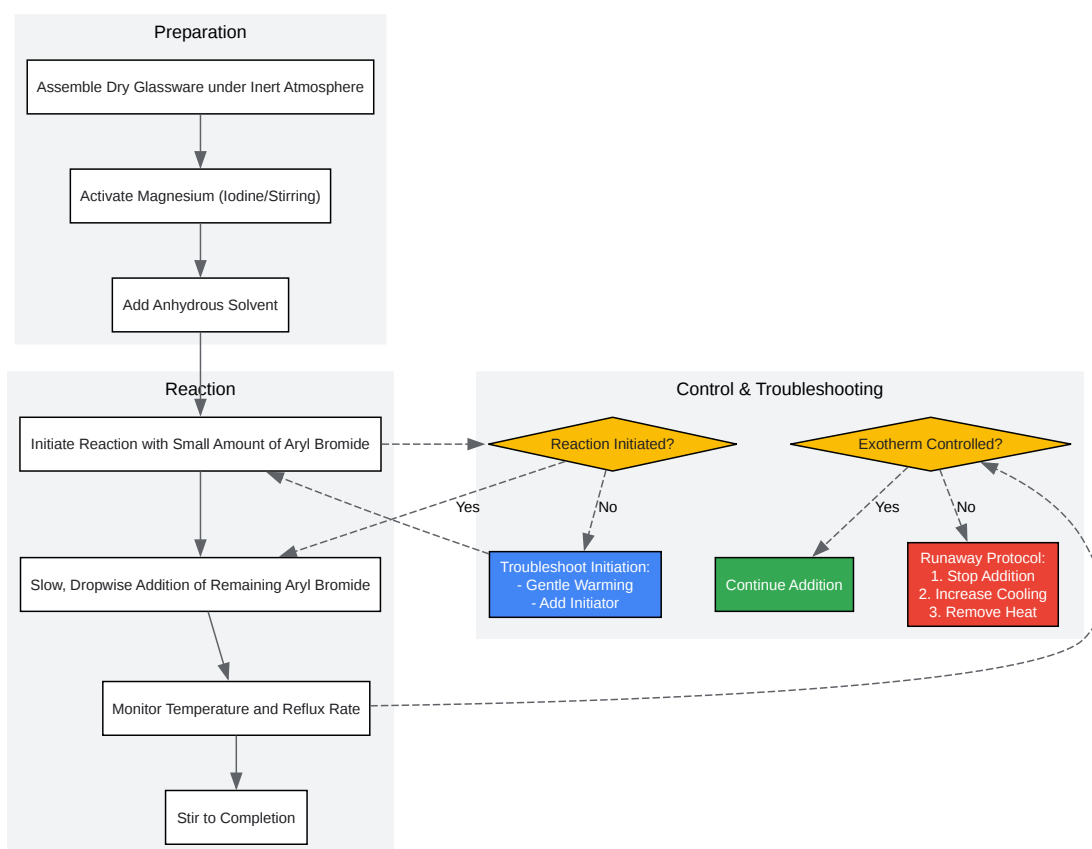 Preparation
Assemble Dry Glassware under Inert Atmosphere
Activate Magnesium (Iodine/Stirring)
Add Anhydrous Solvent
Reaction
Initiate Reaction with Small Amount of Aryl Bromide
Slow, Dropwise Addition of Remaining Aryl Bromide
Monitor Temperature and Reflux Rate
Stir to Completion
Control & Troubleshooting
Reaction Initiated?
Yes
No
Troubleshoot Initiation:
- Gentle Warming
- Add Initiator
Exotherm Controlled?
Yes
No
Continue Addition
Runaway Protocol:
1. Stop Addition
2. Increase Cooling
3. Remove Heat